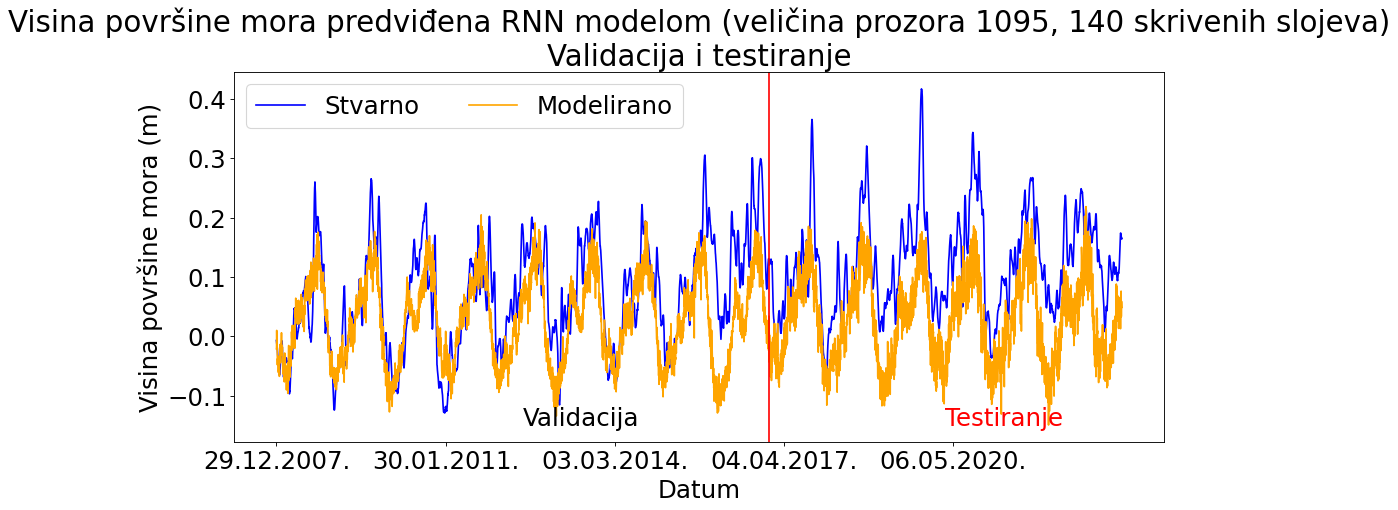 Visina površine mora predviđena RNN modelom (veličina prozora 1095, 140 skrivenih slojeva)
Validacija i testiranje
Stvarno
Modelirano
Visina površine mora (m)
0.4
0.3
0.2
0.1
0.0
−0.1
Validacija
Testiranje
29.12.2007.
30.01.2011.
03.03.2014.
04.04.2017.
06.05.2020.
Datum